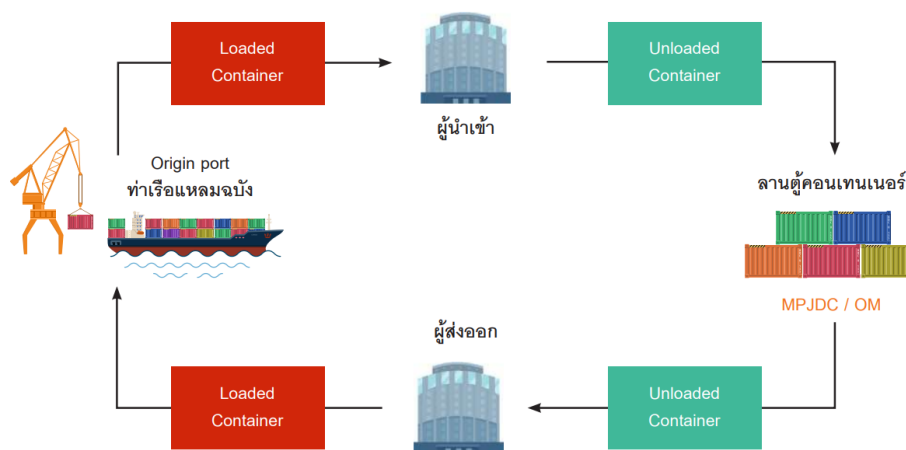 Loaded
Container
Unloaded
Container
ผู้นำเข้า
Origin port
ท่าเรือแหลมฉบัง
ลานตู้คอนเทนเนอร์
MPJDC / OM
ผู้ส่งออก
Loaded
Container
Unloaded
Container